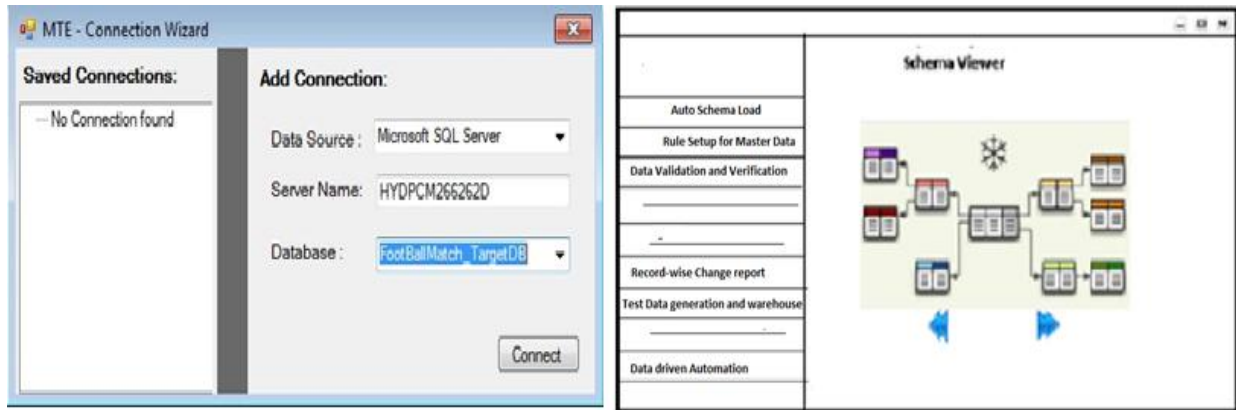 MTE - Connection Wizard
Saved Connections:
No Connection found
Add Connection:
Data Source : Microsoft SQL Server
Server Name: HYDPCM266262D
Database : FootBallMatch_TargetDB
Connect
Schema Viewer
Auto Schema Load
Rule Setup for Master Data
Data Validation and Verification
Record-wise Change report
Test Data generation and warehouse
Data driven Automation